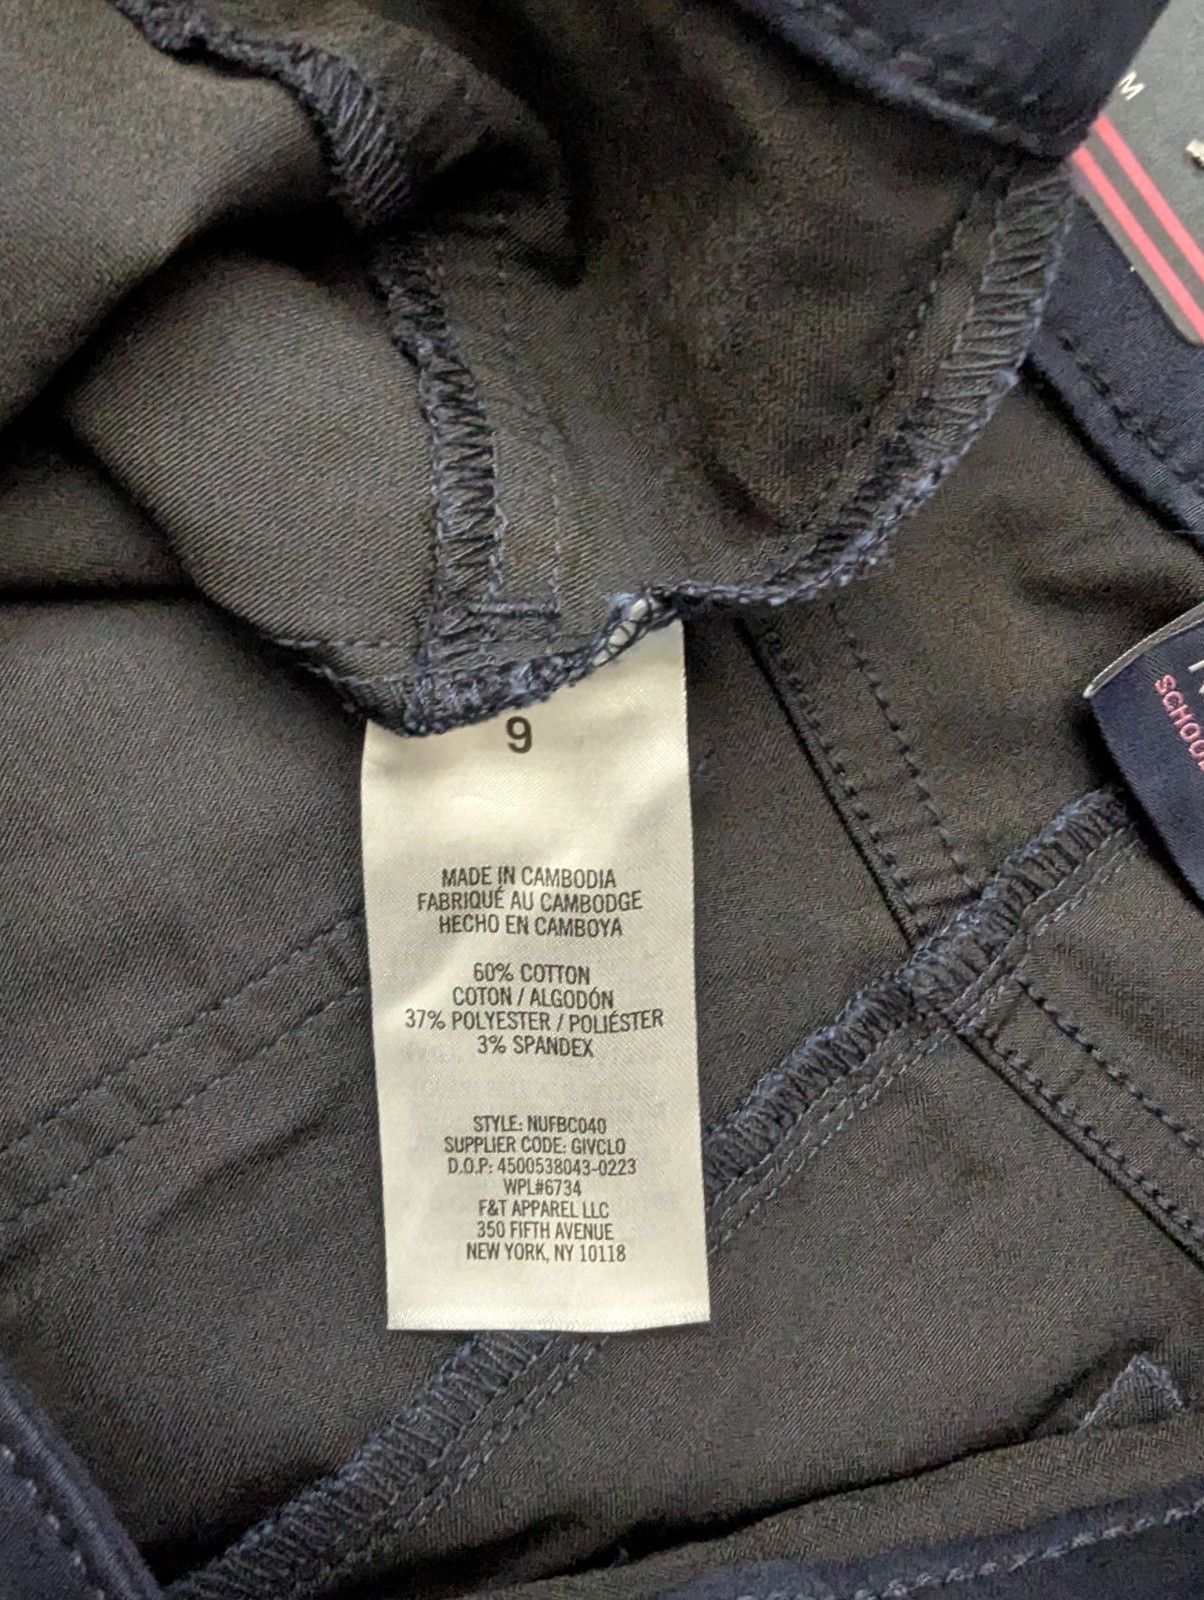 M
SCHOOL
9
MADE IN CAMBODIA
FABRIQUÉ AU CAMBODGE
HECHO EN CAMBOYA
60% COTTON
COTON / ALGODÓN
37% POLYESTER / POLIÉSTER
3% SPANDEX
STYLE: NUFBC040
SUPPLIER CODE: GIVCLO
D.O.P: 4500538043-0223
WPL#6734
F&T APPAREL LLC
350 FIFTH AVENUE
NEW YORK, NY 10118